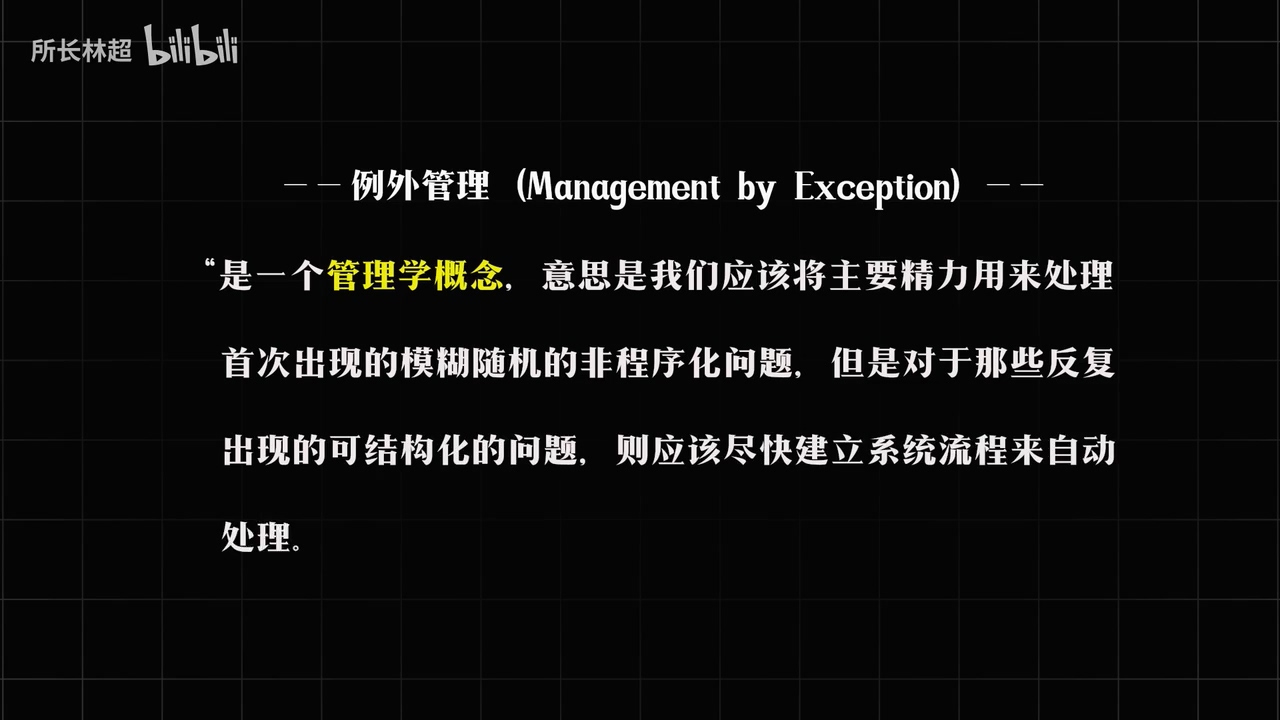 所长林超 bilibili
——例外管理 (Management by Exception) ——
“是一个管理学概念，意思是我们应该将主要精力用来处理
首次出现的模糊随机的非程序化问题，但是对于那些反复
出现的可结构化的问题，则应该尽快建立系统流程来自动
处理。